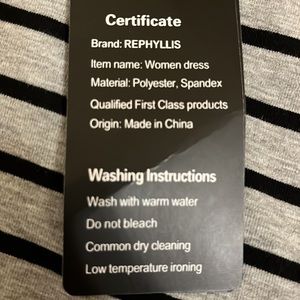 Certificate
Brand: REPHYLLIS
Item name: Women dress
Material: Polyester, Spandex
Qualified First Class products
Origin: Made in China
Washing Instructions
Wash with warm water
Do not bleach
Common dry cleaning
Low temperature ironing